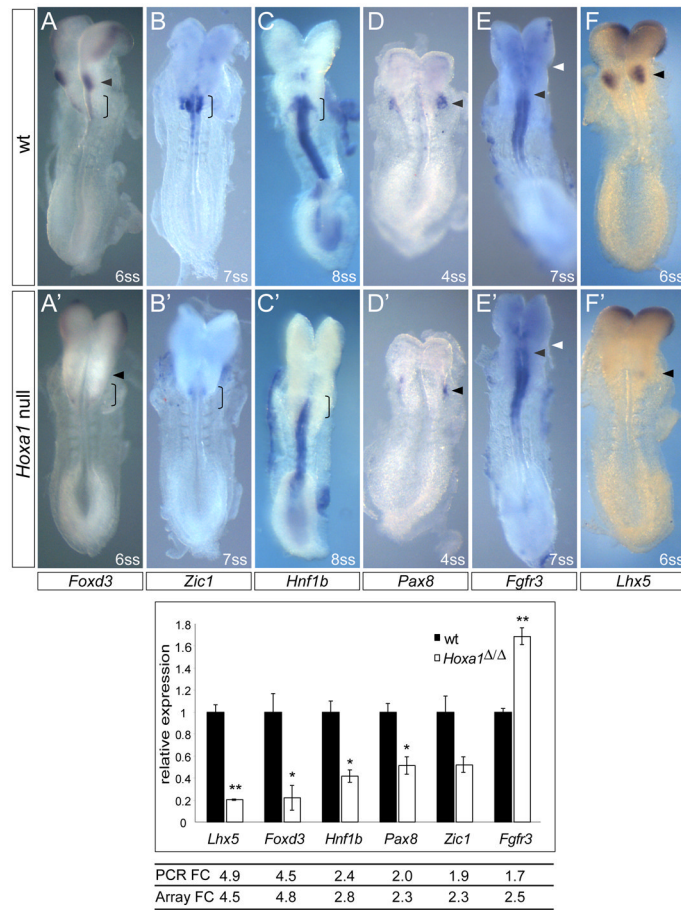 A B C D E F
wt
6ss 7ss 8ss 4ss 7ss 6ss
A' B' C' D' E' F'
Hoxa1 null
6ss 7ss 8ss 4ss 7ss 6ss
Foxd3 Zic1 Hnf1b Pax8 Fgfr3 Lhx5
relative expression
1.8
1.6
1.4
1.2
1
0.8
0.6
0.4
0.2
0
wt
Hoxa1Δ/Δ
** * * * **
Lhx5 Foxd3 Hnf1b Pax8 Zic1 Fgfr3
PCR FC 4.9 4.5 2.4 2.0 1.9 1.7
Array FC 4.5 4.8 2.8 2.3 2.3 2.5